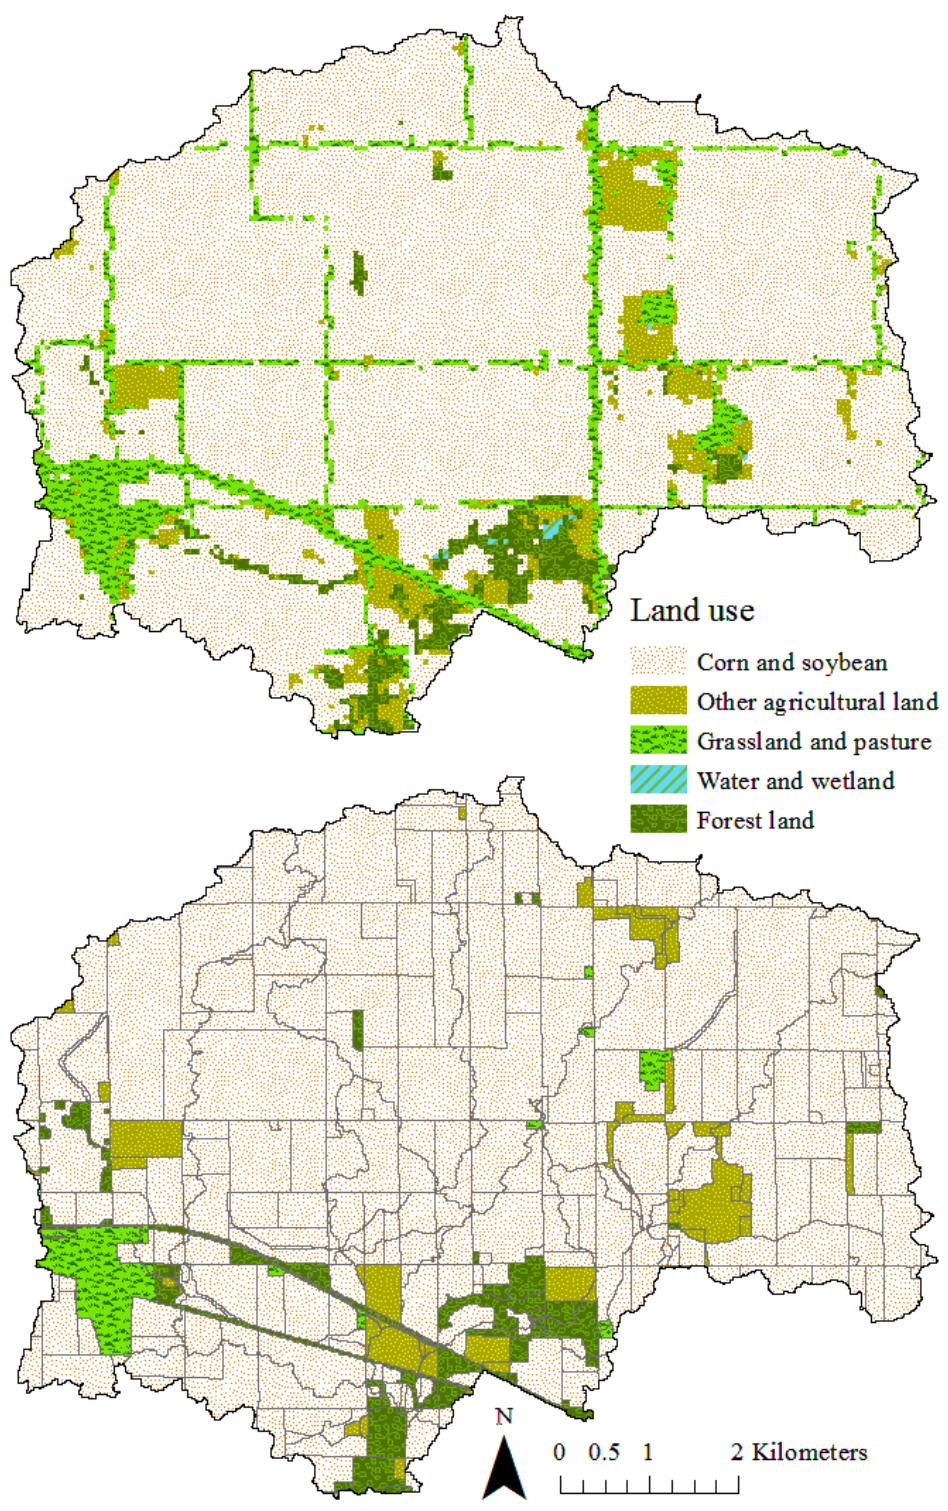 Land use
Corn and soybean
Other agricultural land
Grassland and pasture
Water and wetland
Forest land
N
0 0.5 1 2 Kilometers